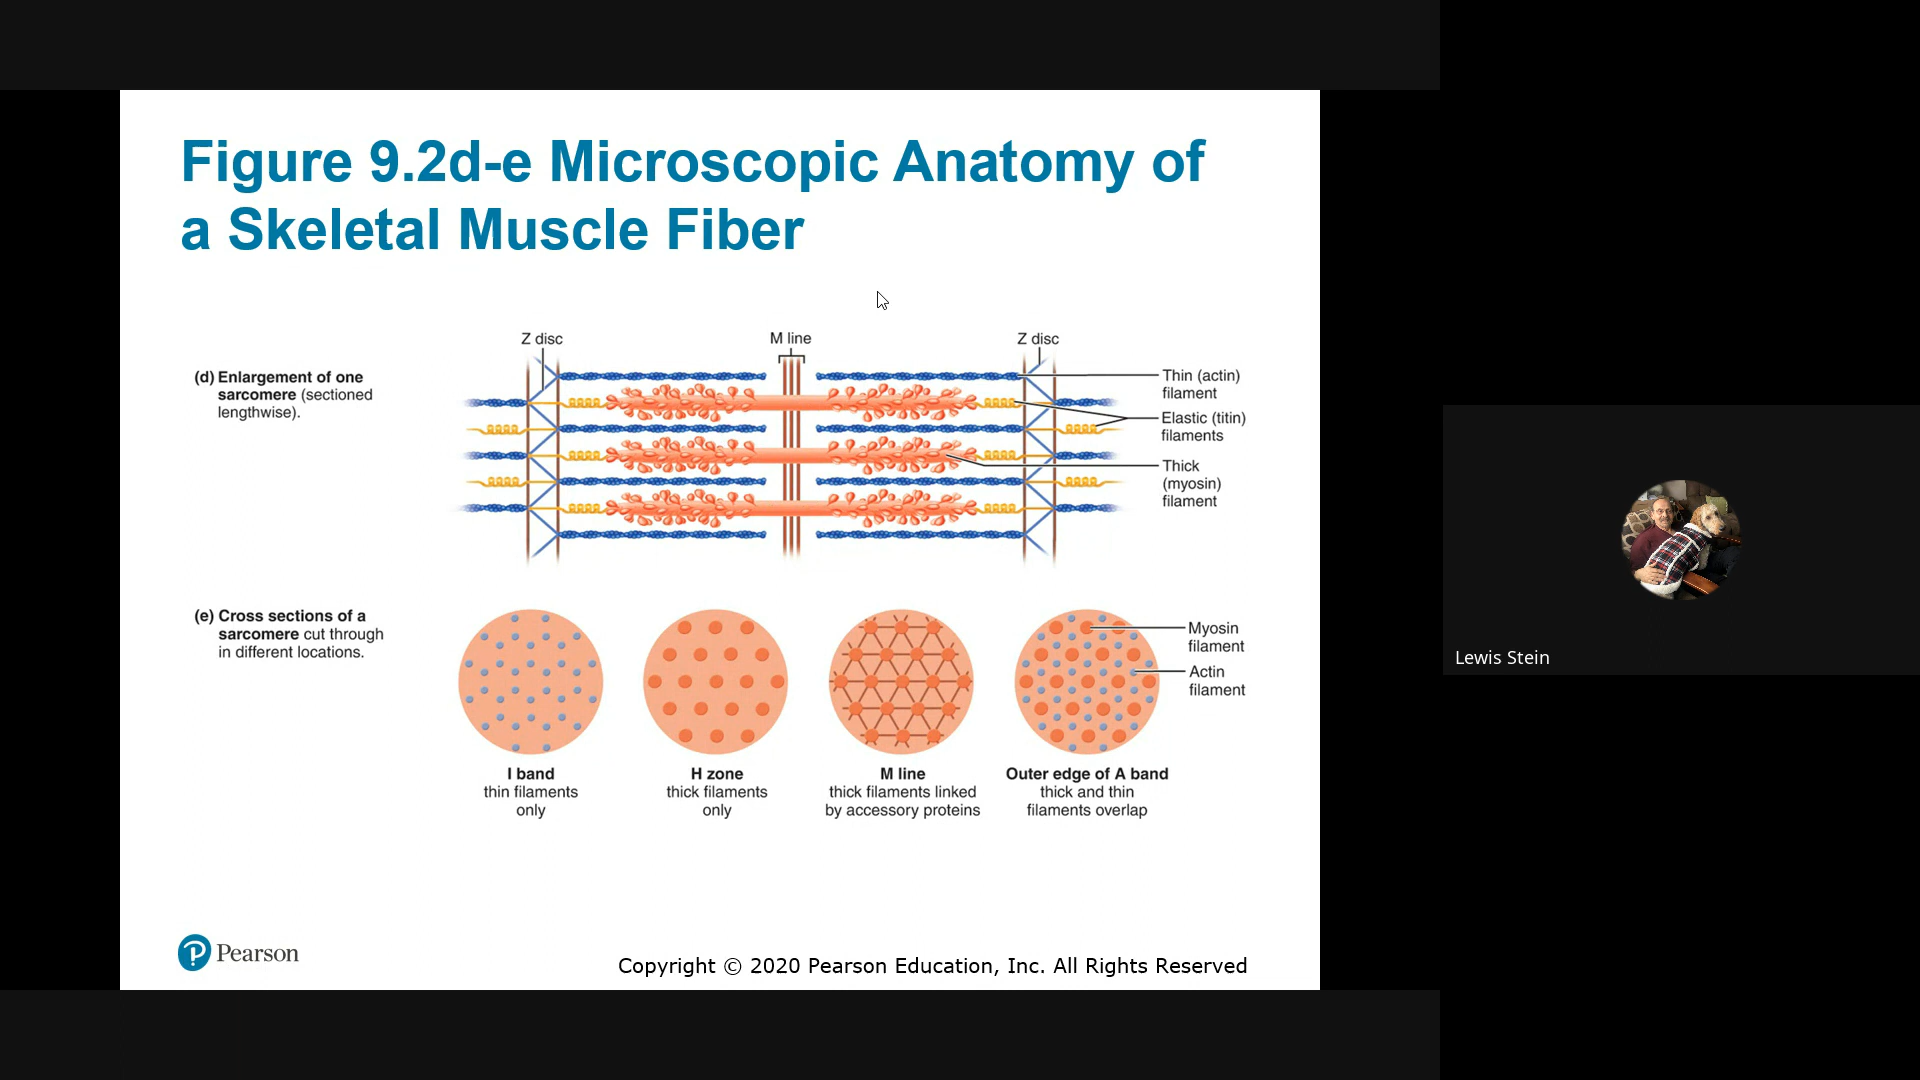 Figure 9.2d-e Microscopic Anatomy of
a Skeletal Muscle Fiber
Z disc
M line
Z disc
(d) Enlargement of one
sarcomere (sectioned
lengthwise).
Thin (actin)
filament
Elastic (titin)
filaments
Thick
(myosin)
filament
(e) Cross sections of a
sarcomere cut through
in different locations.
Myosin
filament
Actin
filament
I band
thin filaments
only
H zone
thick filaments
only
M line
thick filaments linked
by accessory proteins
Outer edge of A band
thick and thin
filaments overlap
Pearson
Copyright © 2020 Pearson Education, Inc. All Rights Reserved
Lewis Stein